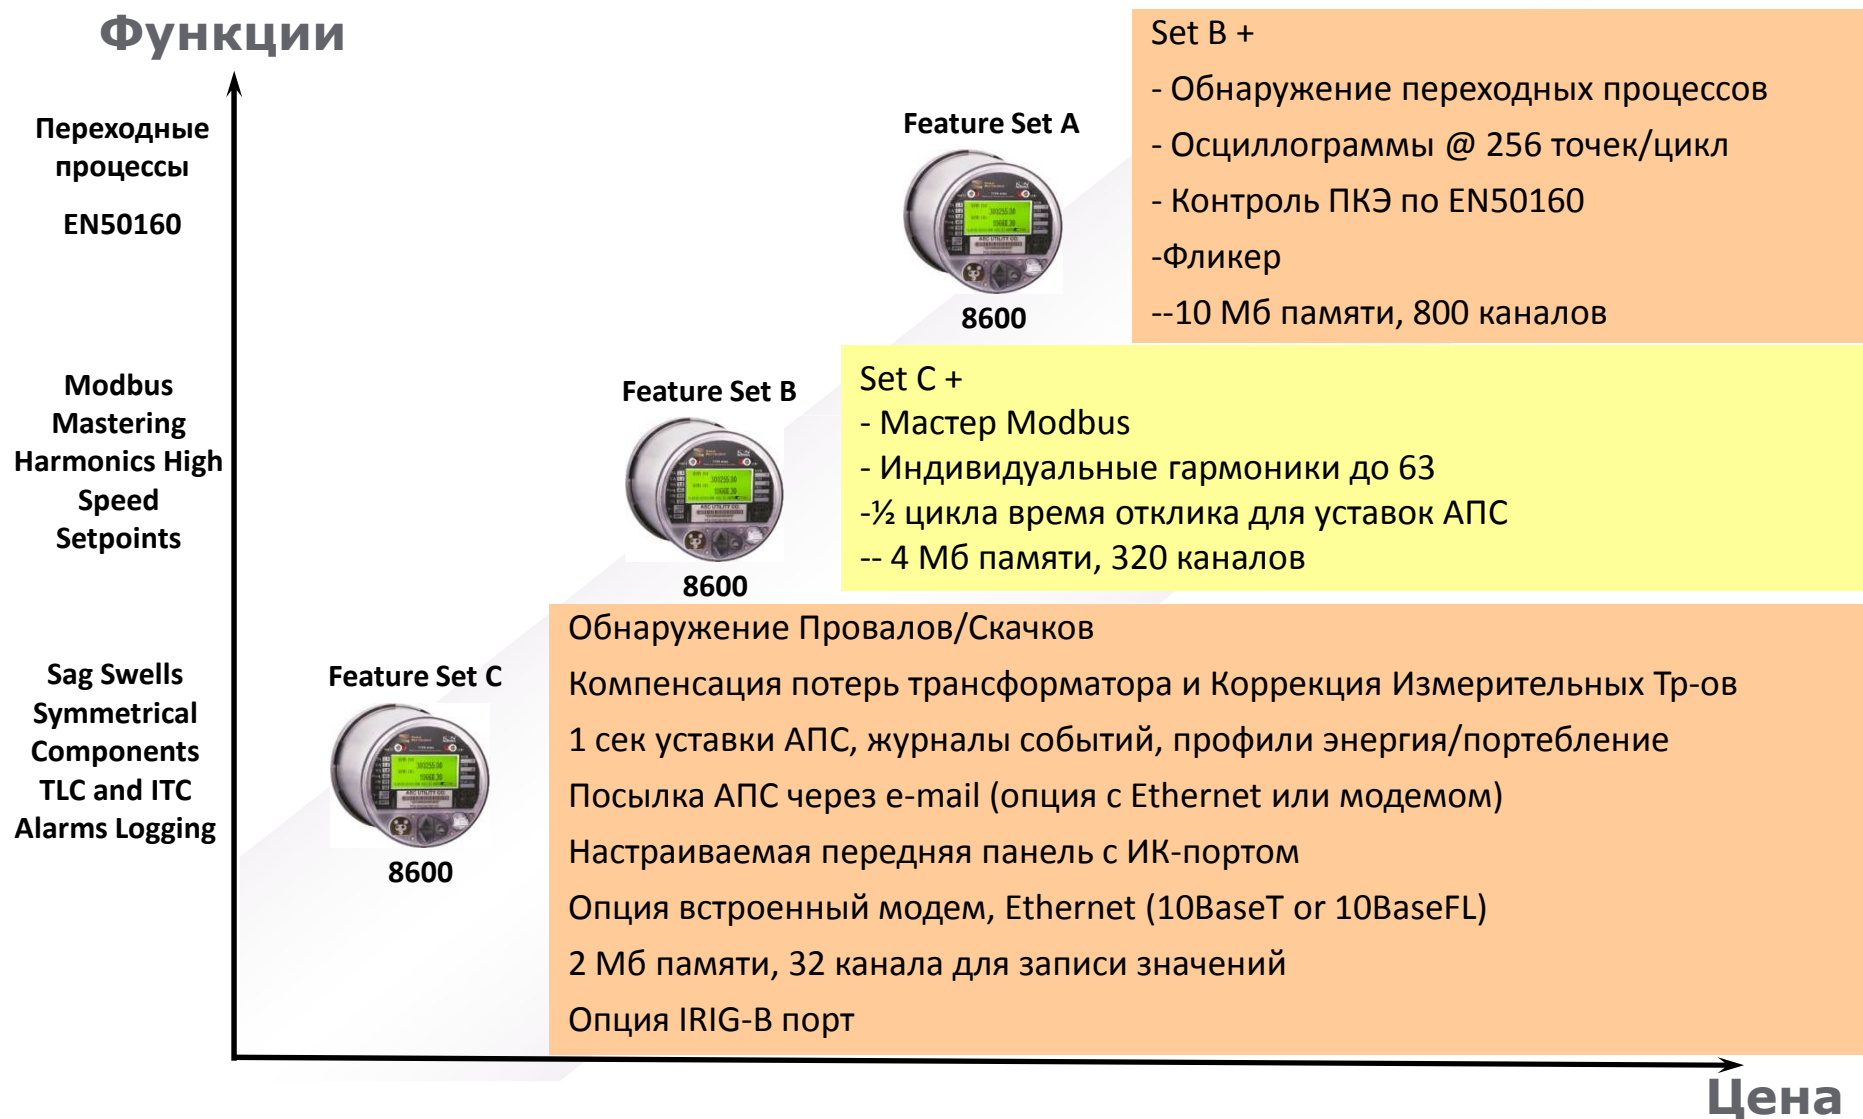 Функции
Переходные
процессы
EN50160
Feature Set A
8600
Set B +
- Обнаружение переходных процессов
- Осциллограммы @ 256 точек/цикл
- Контроль ПКЭ по EN50160
-Фликер
--10 Мб памяти, 800 каналов
Modbus
Mastering
Harmonics High
Speed
Setpoints
Feature Set B
8600
Set C +
- Мастер Modbus
- Индивидуальные гармоники до 63
-½ цикла время отклика для уставок АПС
-- 4 Мб памяти, 320 каналов
Sag Swells
Symmetrical
Components
TLC and ITC
Alarms Logging
Feature Set C
8600
Обнаружение Провалов/Скачков
Компенсация потерь трансформатора и Коррекция Измерительных Тр-ов
1 сек уставки АПС, журналы событий, профили энергия/портебление
Посылка АПС через e-mail (опция с Ethernet или модемом)
Настраиваемая передняя панель с ИК-портом
Опция встроенный модем, Ethernet (10BaseT or 10BaseFL)
2 Мб памяти, 32 канала для записи значений
Опция IRIG-B порт
Цена